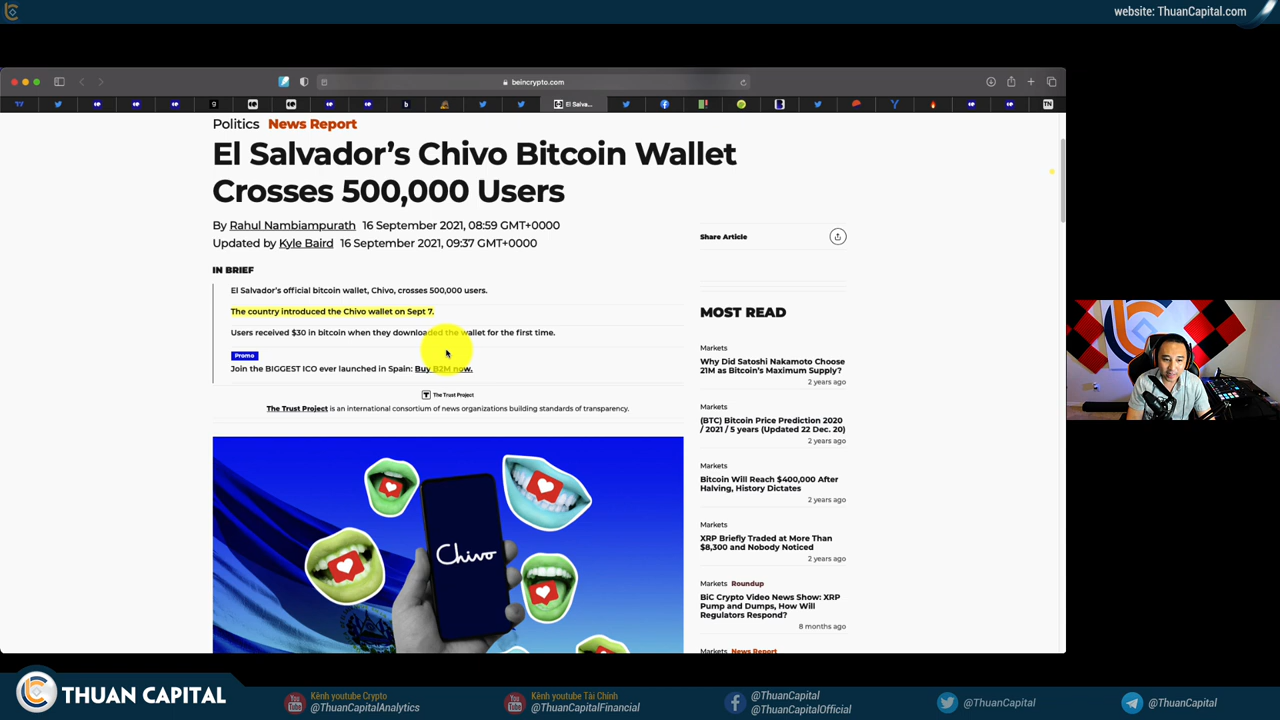 website: ThuanCapital.com
beincrypto.com
El Salva...
TN
Politics News Report
El Salvador's Chivo Bitcoin Wallet
Crosses 500,000 Users
By Rahul Nambiampurath 16 September 2021, 08:59 GMT+0000
Updated by Kyle Baird 16 September 2021, 09:37 GMT+0000
IN BRIEF
El Salvador's official bitcoin wallet, Chivo, crosses 500,000 users.
The country introduced the Chivo wallet on Sept 7.
Users received $30 in bitcoin when they downloaded the wallet for the first time.
Promo
Join the BIGGEST ICO ever launched in Spain: Buy B2M now.
The Trust Project
The Trust Project is an international consortium of news organizations building standards of transparency.
Chivo
Share Article
MOST READ
Markets
Why Did Satoshi Nakamoto Choose
21M as Bitcoin's Maximum Supply?
2 years ago
Markets
(BTC) Bitcoin Price Prediction 2020
/ 2021 / 5 years (Updated 22 Dec. 20)
2 years ago
Markets
Bitcoin Will Reach $400,000 After
Halving, History Dictates
2 years ago
Markets
XRP Briefly Traded at More Than
$8,300 and Nobody Noticed
2 years ago
Markets Roundup
BiC Crypto Video News Show: XRP
Pump and Dumps, How Will
Regulators Respond?
8 months ago
Markets News Report
THUAN CAPITAL
Kênh youtube Crypto
@ThuanCapitalAnalytics
Kênh youtube Tài Chính
@ThuanCapitalFinancial
@ThuanCapital
@ThuanCapitalOfficial
@ThuanCapital
@ThuanCapital